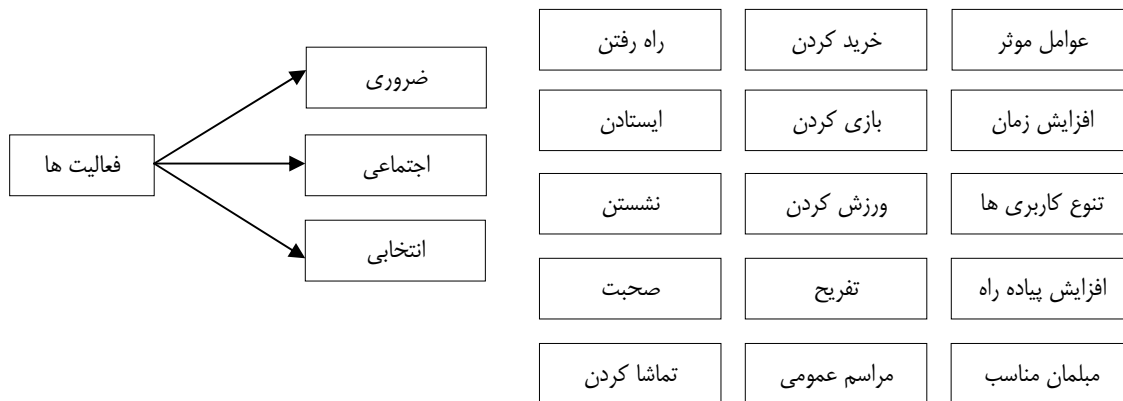 فعالیت ها
ضروری
اجتماعی
انتخابی
عوامل موثر
خرید کردن
راه رفتن
افزایش زمان
بازی کردن
ایستادن
تنوع کاربری ها
ورزش کردن
نشستن
افزایش پیاده راه
تفریح
صحبت
مبلمان مناسب
مراسم عمومی
تماشا کردن